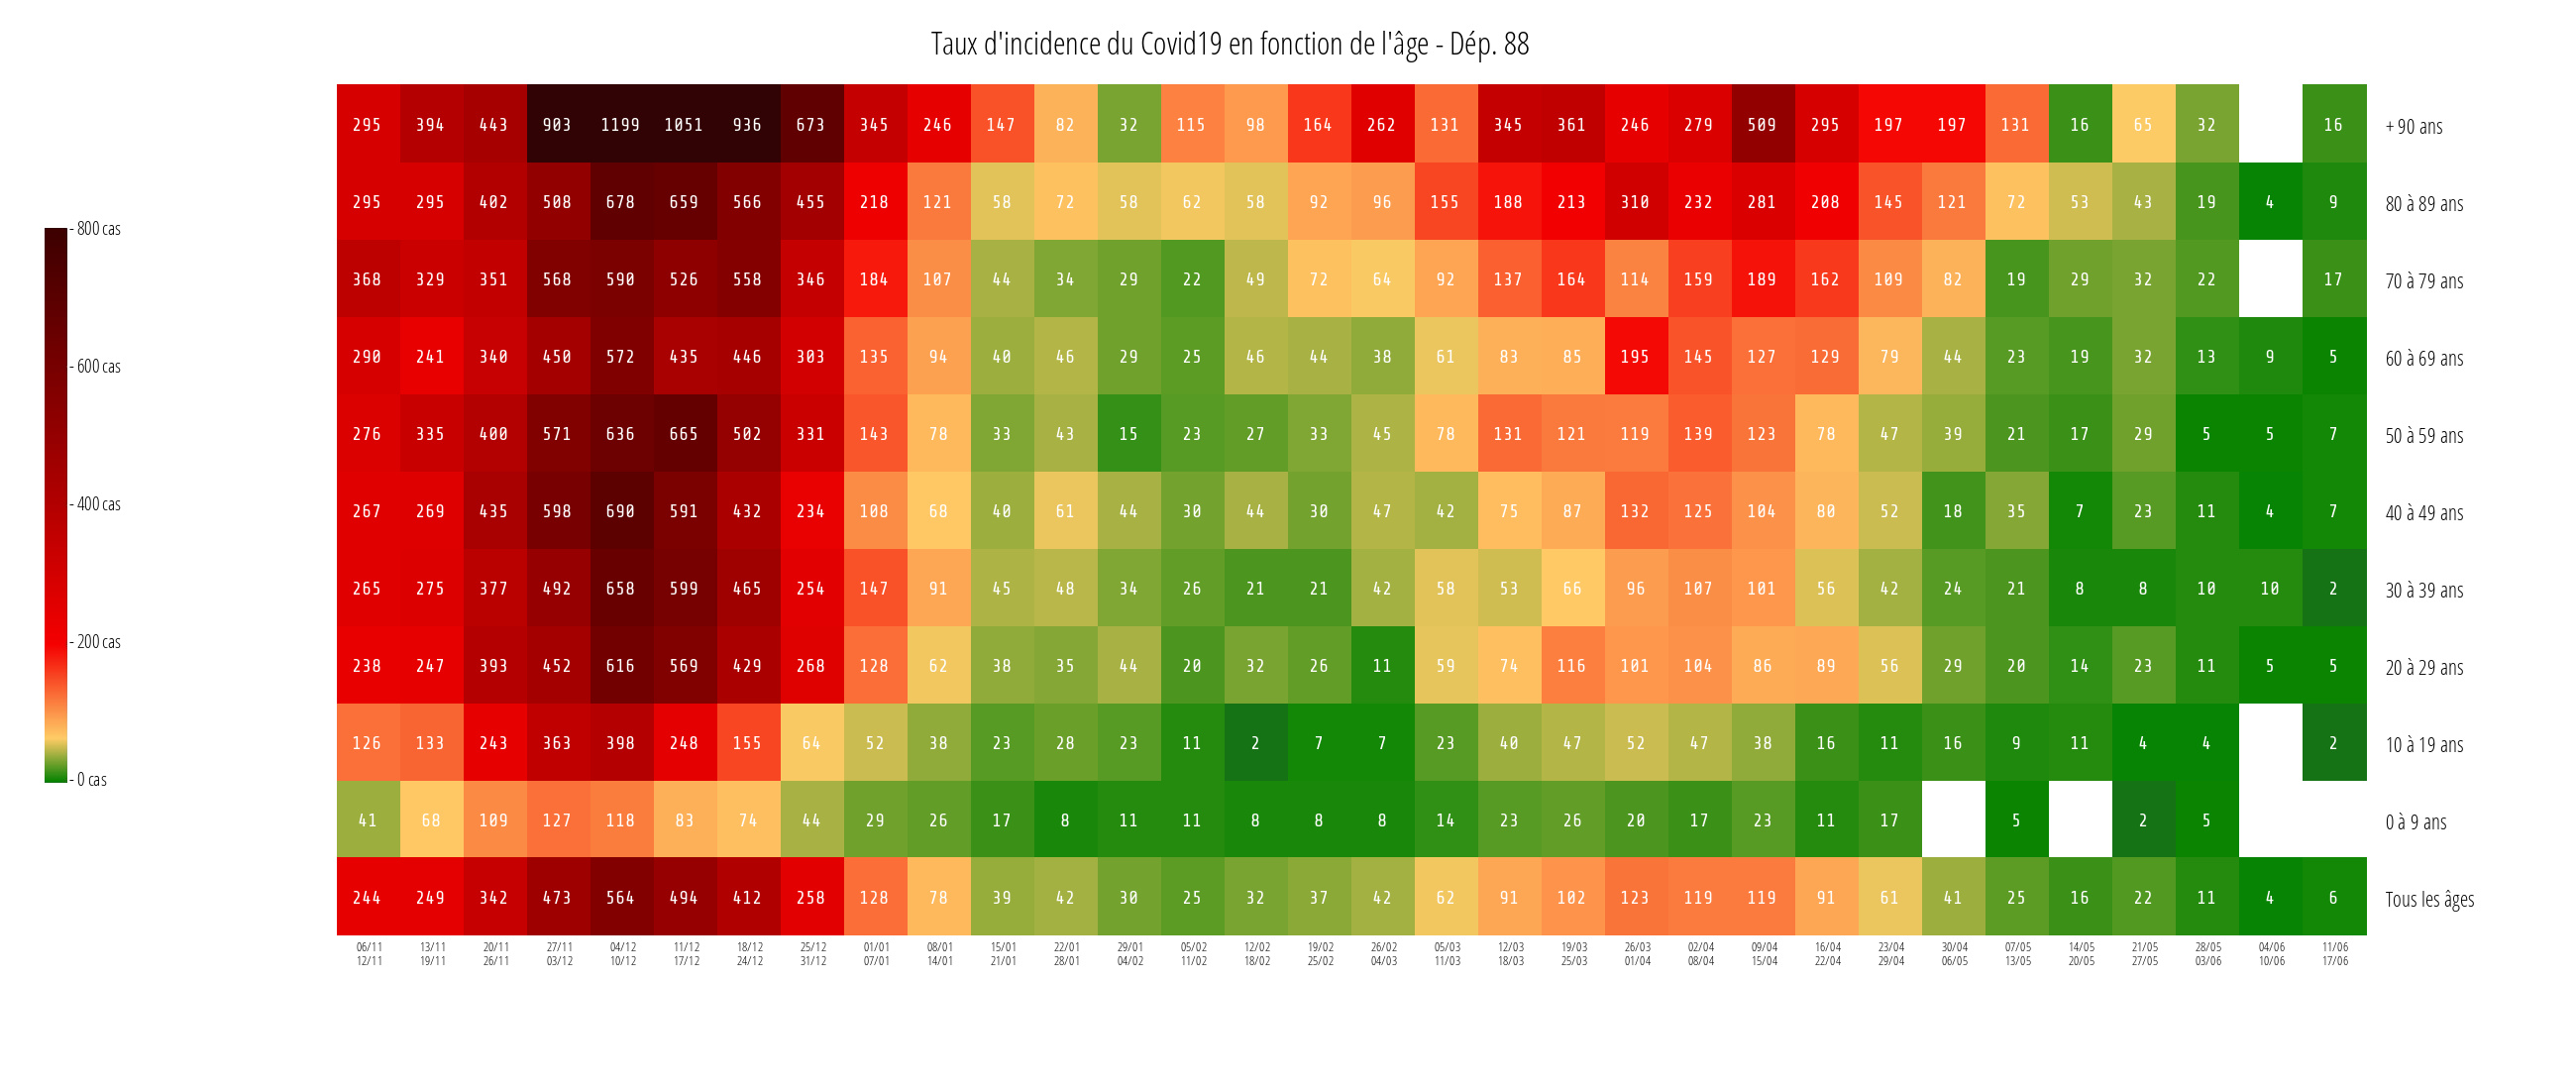 Taux d'incidence du Covid19 en fonction de l'âge - Dép. 88
- 800 cas
- 600 cas
- 400 cas
- 200 cas
- 0 cas
295 394 443 903 1199 1051 936 673 345 246 147 82 32 115 98 164 262 131 345 361 246 279 509 295 197 197 131 16 65 32 16 + 90 ans
295 295 402 508 678 659 566 455 218 121 58 72 58 62 58 92 96 155 188 213 310 232 281 208 145 121 72 53 43 19 4 9 80 à 89 ans
368 329 351 568 590 526 558 346 184 107 44 34 29 22 49 72 64 92 137 164 114 159 189 162 109 82 19 29 32 22 17 70 à 79 ans
290 241 340 450 572 435 446 303 135 94 40 46 29 25 46 44 38 61 83 85 195 145 127 129 79 44 23 19 32 13 9 5 60 à 69 ans
276 335 400 571 636 665 502 331 143 78 33 43 15 23 27 33 45 78 131 121 119 139 123 78 47 39 21 17 29 5 5 7 50 à 59 ans
267 269 435 598 690 591 432 234 108 68 40 61 44 30 44 30 47 42 75 87 132 125 104 80 52 18 35 7 23 11 4 7 40 à 49 ans
265 275 377 492 658 599 465 254 147 91 45 48 34 26 21 21 42 58 53 66 96 107 101 56 42 24 21 8 8 10 10 2 30 à 39 ans
238 247 393 452 616 569 429 268 128 62 38 35 44 20 32 26 11 59 74 116 101 104 86 89 56 29 20 14 23 11 5 5 20 à 29 ans
126 133 243 363 398 248 155 64 52 38 23 28 23 11 2 7 7 23 40 47 52 47 38 16 11 16 9 11 4 4 2 10 à 19 ans
41 68 109 127 118 83 74 44 29 26 17 8 11 11 8 8 8 14 23 26 20 17 23 11 17 5 2 5 0 à 9 ans
244 249 342 473 564 494 412 258 128 78 39 42 30 25 32 37 42 62 91 102 123 119 119 91 61 41 25 16 22 11 4 6 Tous les âges
06/11 13/11 20/11 27/11 04/12 11/12 18/12 25/12 01/01 08/01 15/01 22/01 29/01 05/02 12/02 19/02 26/02 05/03 12/03 19/03 26/03 02/04 09/04 16/04 23/04 30/04 07/05 14/05 21/05 28/05 04/06 11/06
12/11 19/11 26/11 03/12 10/12 17/12 24/12 31/12 07/01 14/01 21/01 28/01 04/02 11/02 18/02 25/02 04/03 11/03 18/03 25/03 01/04 08/04 15/04 22/04 29/04 06/05 13/05 20/05 27/05 03/06 10/06 17/06